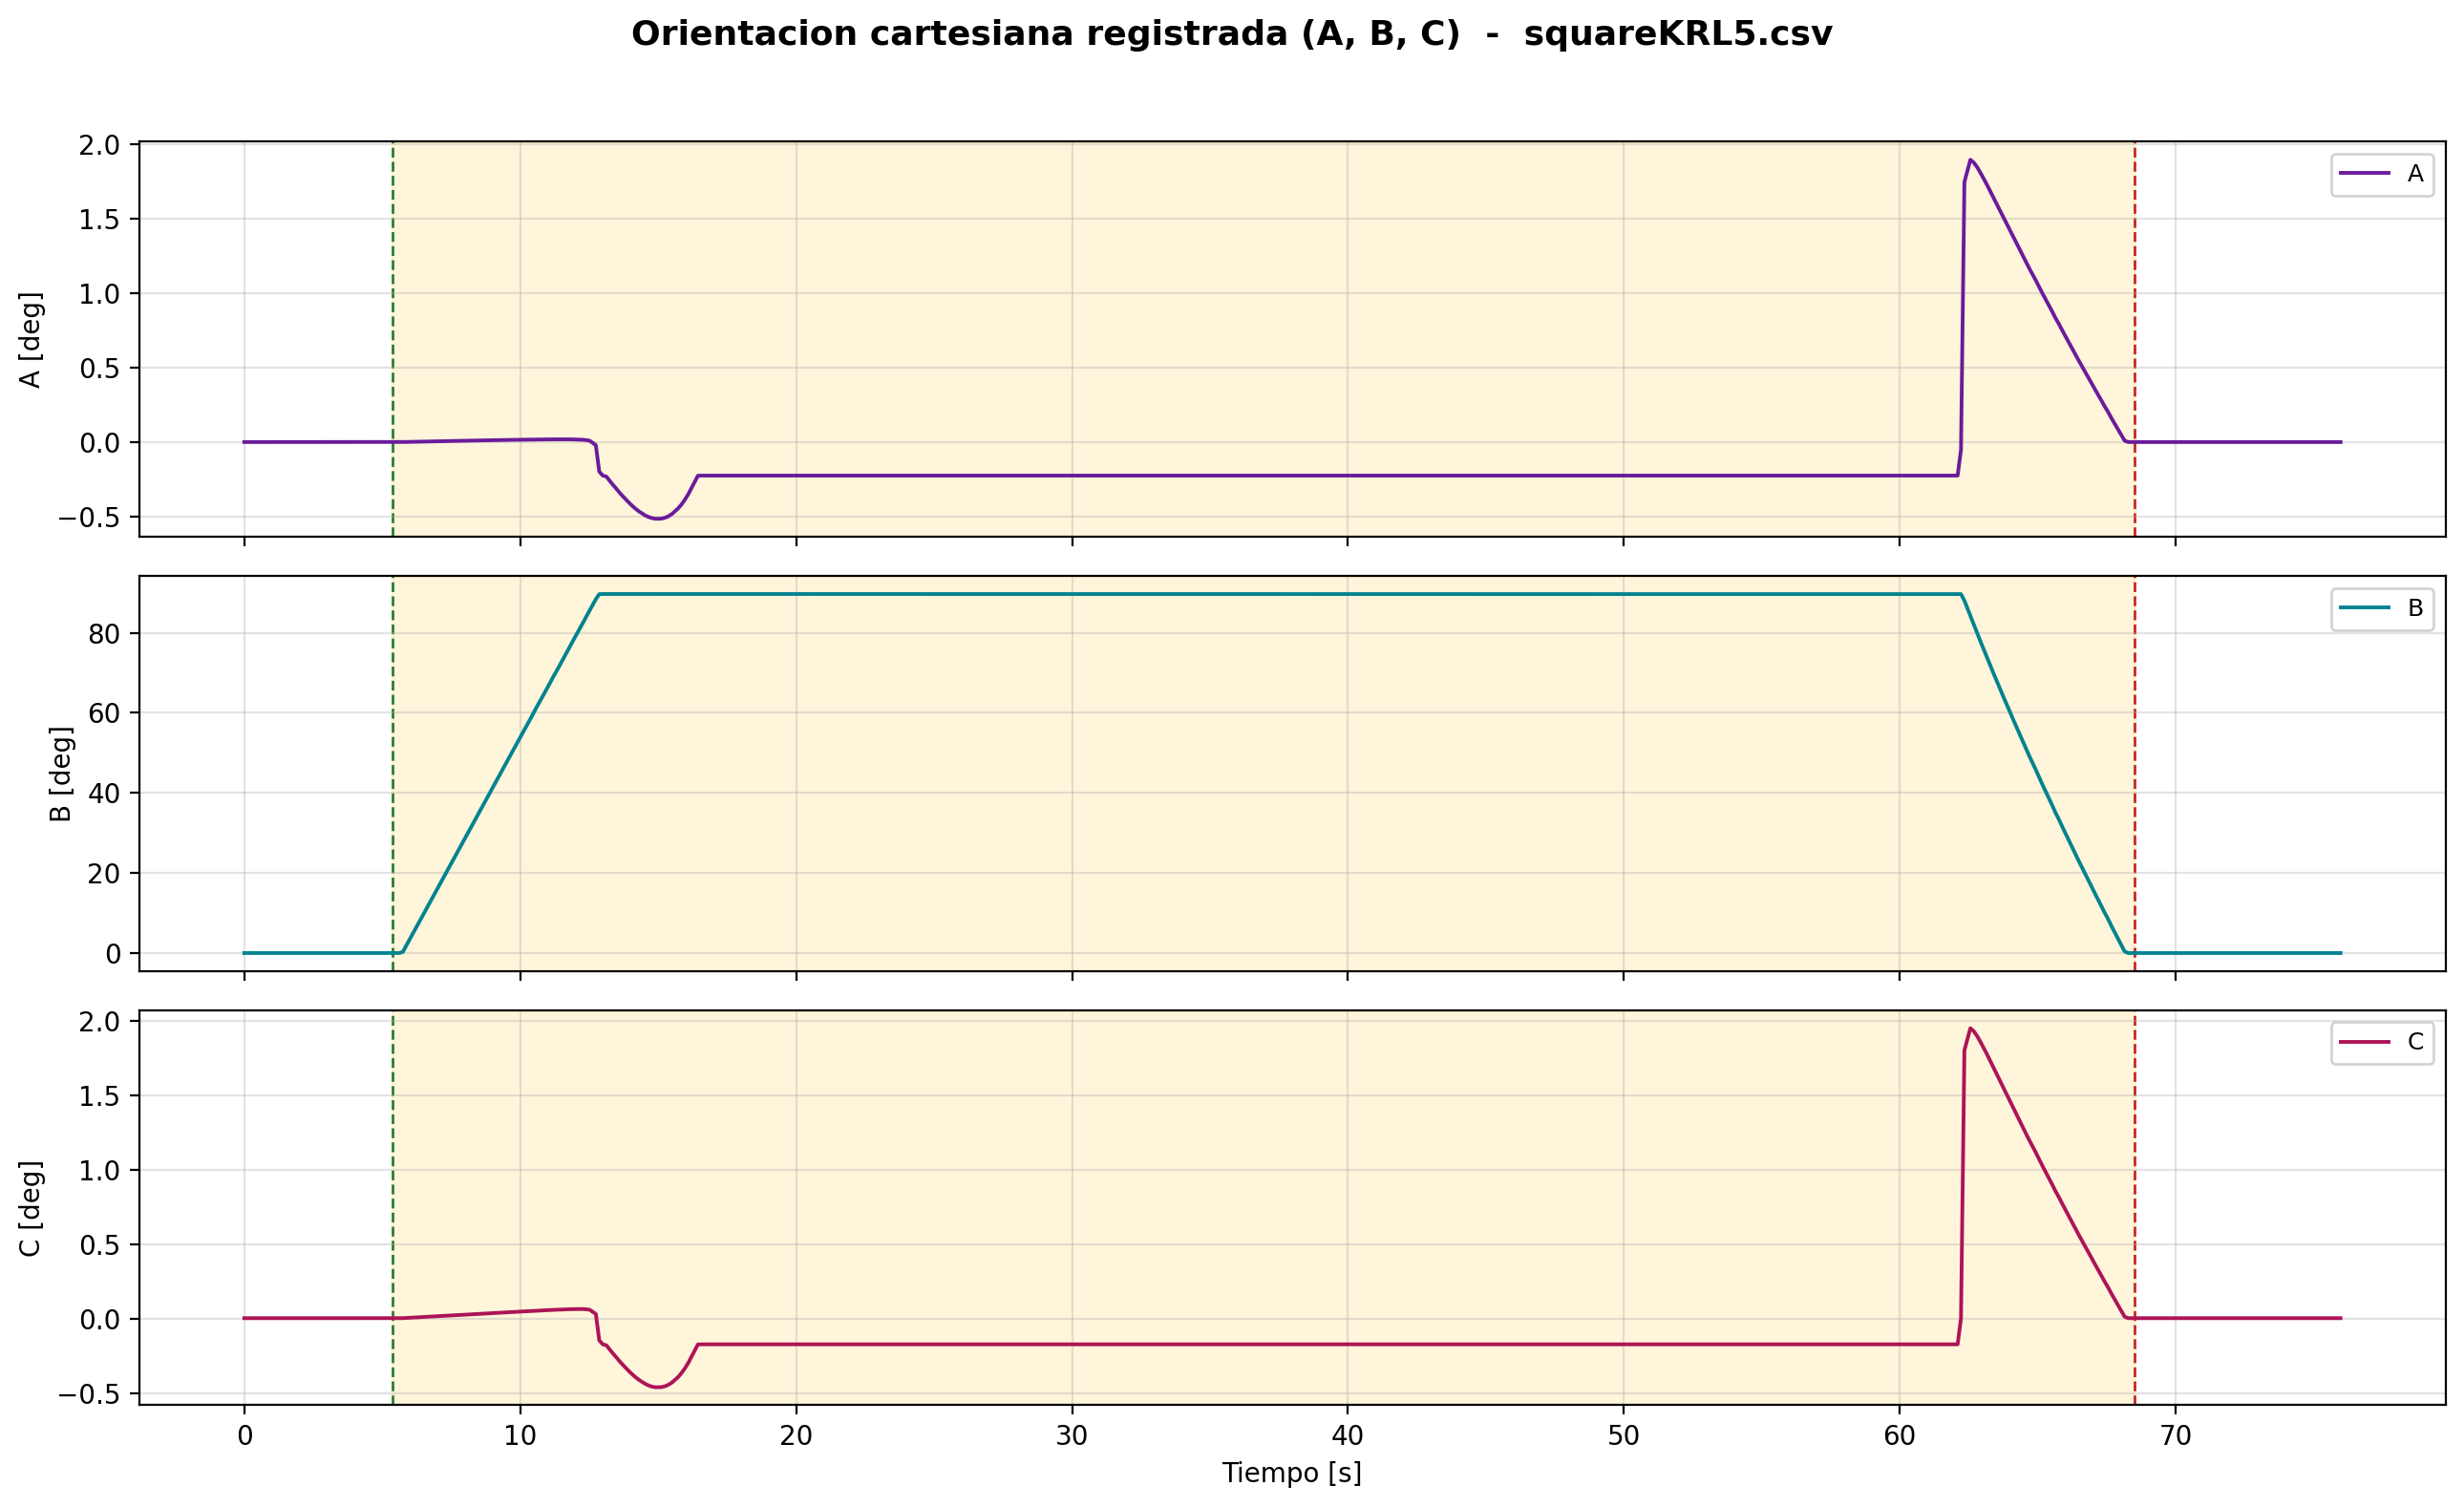 Orientacion cartesiana registrada (A, B, C)  -  squareKRL5.csv
2.0
1.5
1.0
0.5
0.0
−0.5
A [deg]
A
80
60
40
20
0
B [deg]
B
2.0
1.5
1.0
0.5
0.0
−0.5
C [deg]
C
0 10 20 30 40 50 60 70
Tiempo [s]